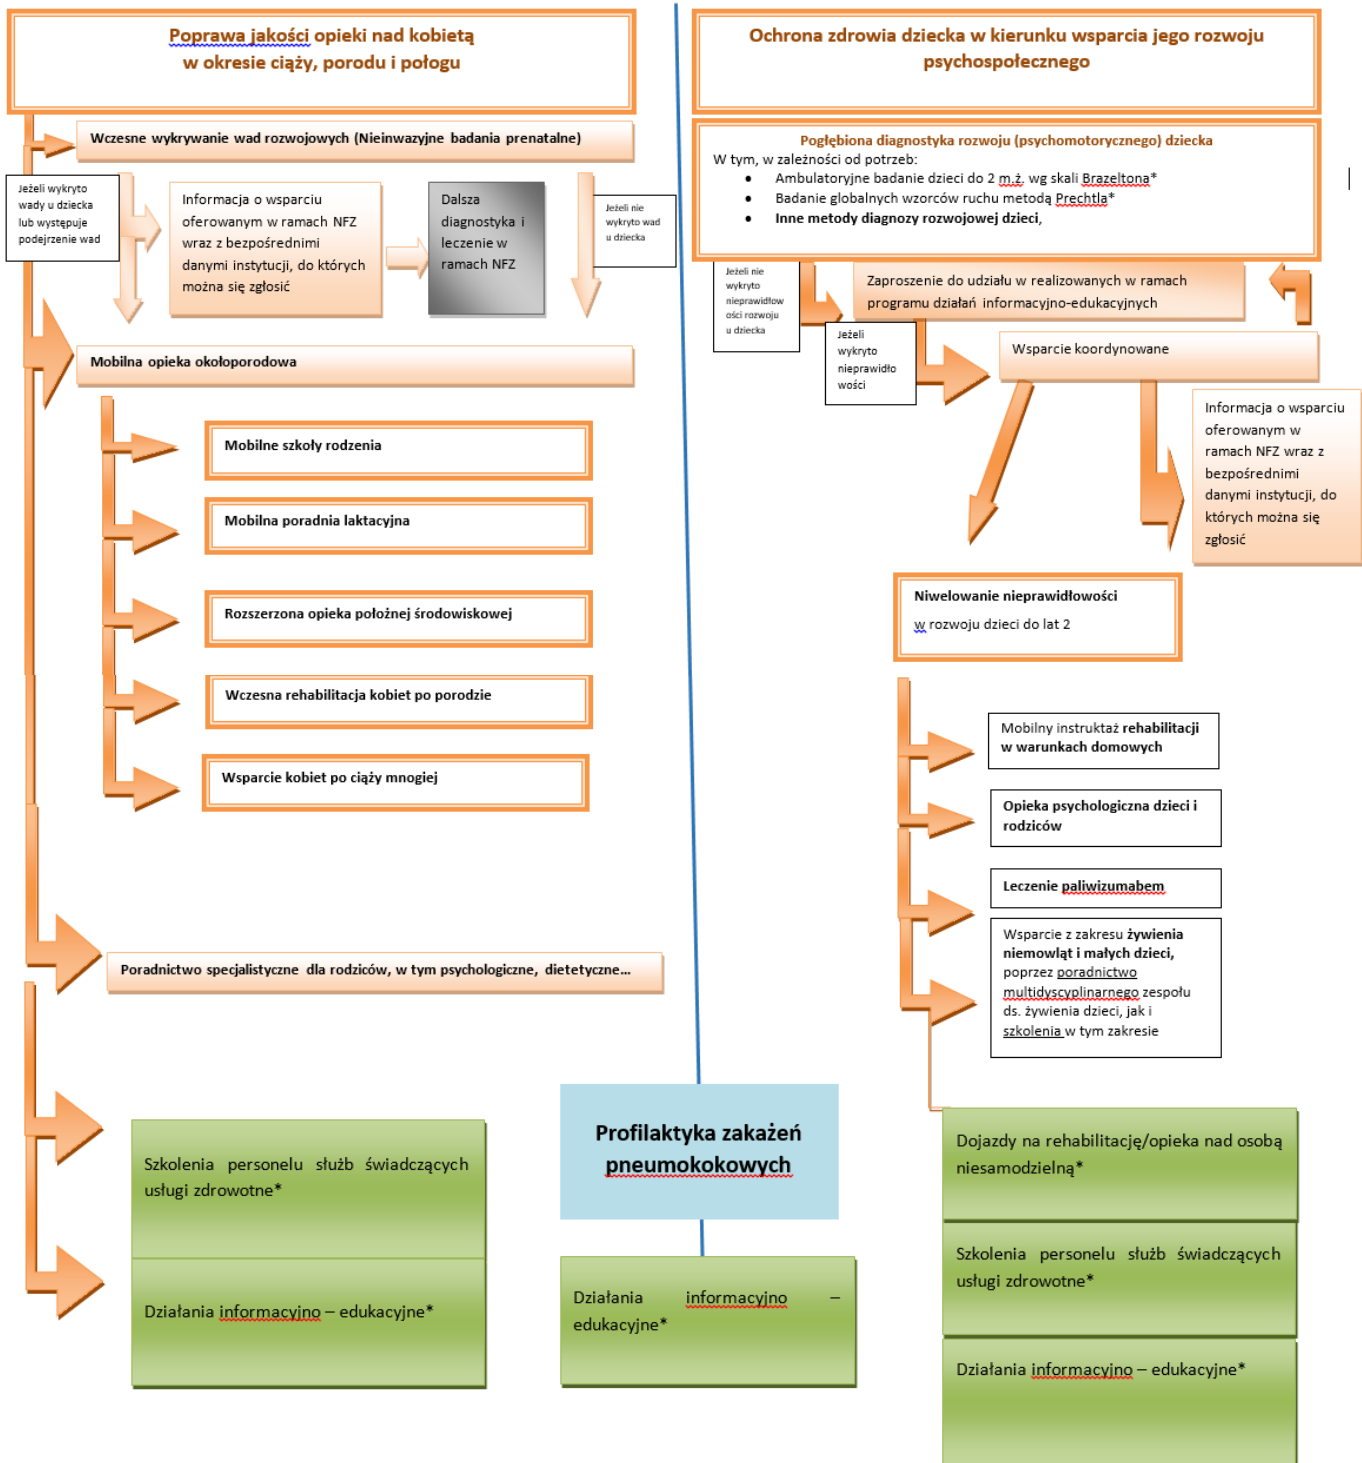 Poprawa jakości opieki nad kobietą
w okresie ciąży, porodu i połogu
Wczesne wykrywanie wad rozwojowych (Nieinwazyjne badania prenatalne)
Jeżeli wykryto
wady u dziecka
lub występuje
podejrzenie wad
Informacja o wsparciu
oferowanym w ramach NFZ
wraz z bezpośrednimi
danymi instytucji, do których
można się zgłosić
Dalsza
diagnostyka i
leczenie w
ramach NFZ
Jeżeli nie
wykryto wad
u dziecka
Mobilna opieka okołoporodowa
Mobilne szkoły rodzenia
Mobilna poradnia laktacyjna
Rozszerzona opieka położnej środowiskowej
Wczesna rehabilitacja kobiet po porodzie
Wsparcie kobiet po ciąży mnogiej
Poradnictwo specjalistyczne dla rodziców, w tym psychologiczne, dietetyczne...
Szkolenia personelu służb świadczących
usługi zdrowotne*
Działania informacyjno – edukacyjne*
Ochrona zdrowia dziecka w kierunku wsparcia jego rozwoju
psychospołecznego
Pogłębiona diagnostyka rozwoju (psychomotorycznego) dziecka
W tym, w zależności od potrzeb:
• Ambulatoryjne badanie dzieci do 2 m.ż. wg skali Brazeltona*
• Badanie globalnych wzorców ruchu metodą Prechtla*
• Inne metody diagnozy rozwojowej dzieci,
Jeżeli nie
wykryto
nieprawidłow
ości rozwoju
u dziecka
Zaproszenie do udziału w realizowanych w ramach
programu działań informacyjno-edukacyjnych
Jeżeli
wykryto
nieprawidło
wości
Wsparcie koordynowane
Informacja o wsparciu
oferowanym w
ramach NFZ wraz z
bezpośrednimi
danymi instytucji, do
których można się
zgłosić
Niwelowanie nieprawidłowości
w rozwoju dzieci do lat 2
Mobilny instruktaż rehabilitacji
w warunkach domowych
Opieka psychologiczna dzieci i
rodziców
Leczenie paliwizumabem
Wsparcie z zakresu żywienia
niemowląt i małych dzieci,
poprzez poradnictwo
multidyscyplinarnego zespołu
ds. żywienia dzieci, jak i
szkolenia w tym zakresie
Profilaktyka zakażeń
pneumokokowych
Działania informacyjno –
edukacyjne*
Dojazdy na rehabilitację/opieka nad osobą
niesamodzielną*
Szkolenia personelu służb świadczących
usługi zdrowotne*
Działania informacyjno – edukacyjne*